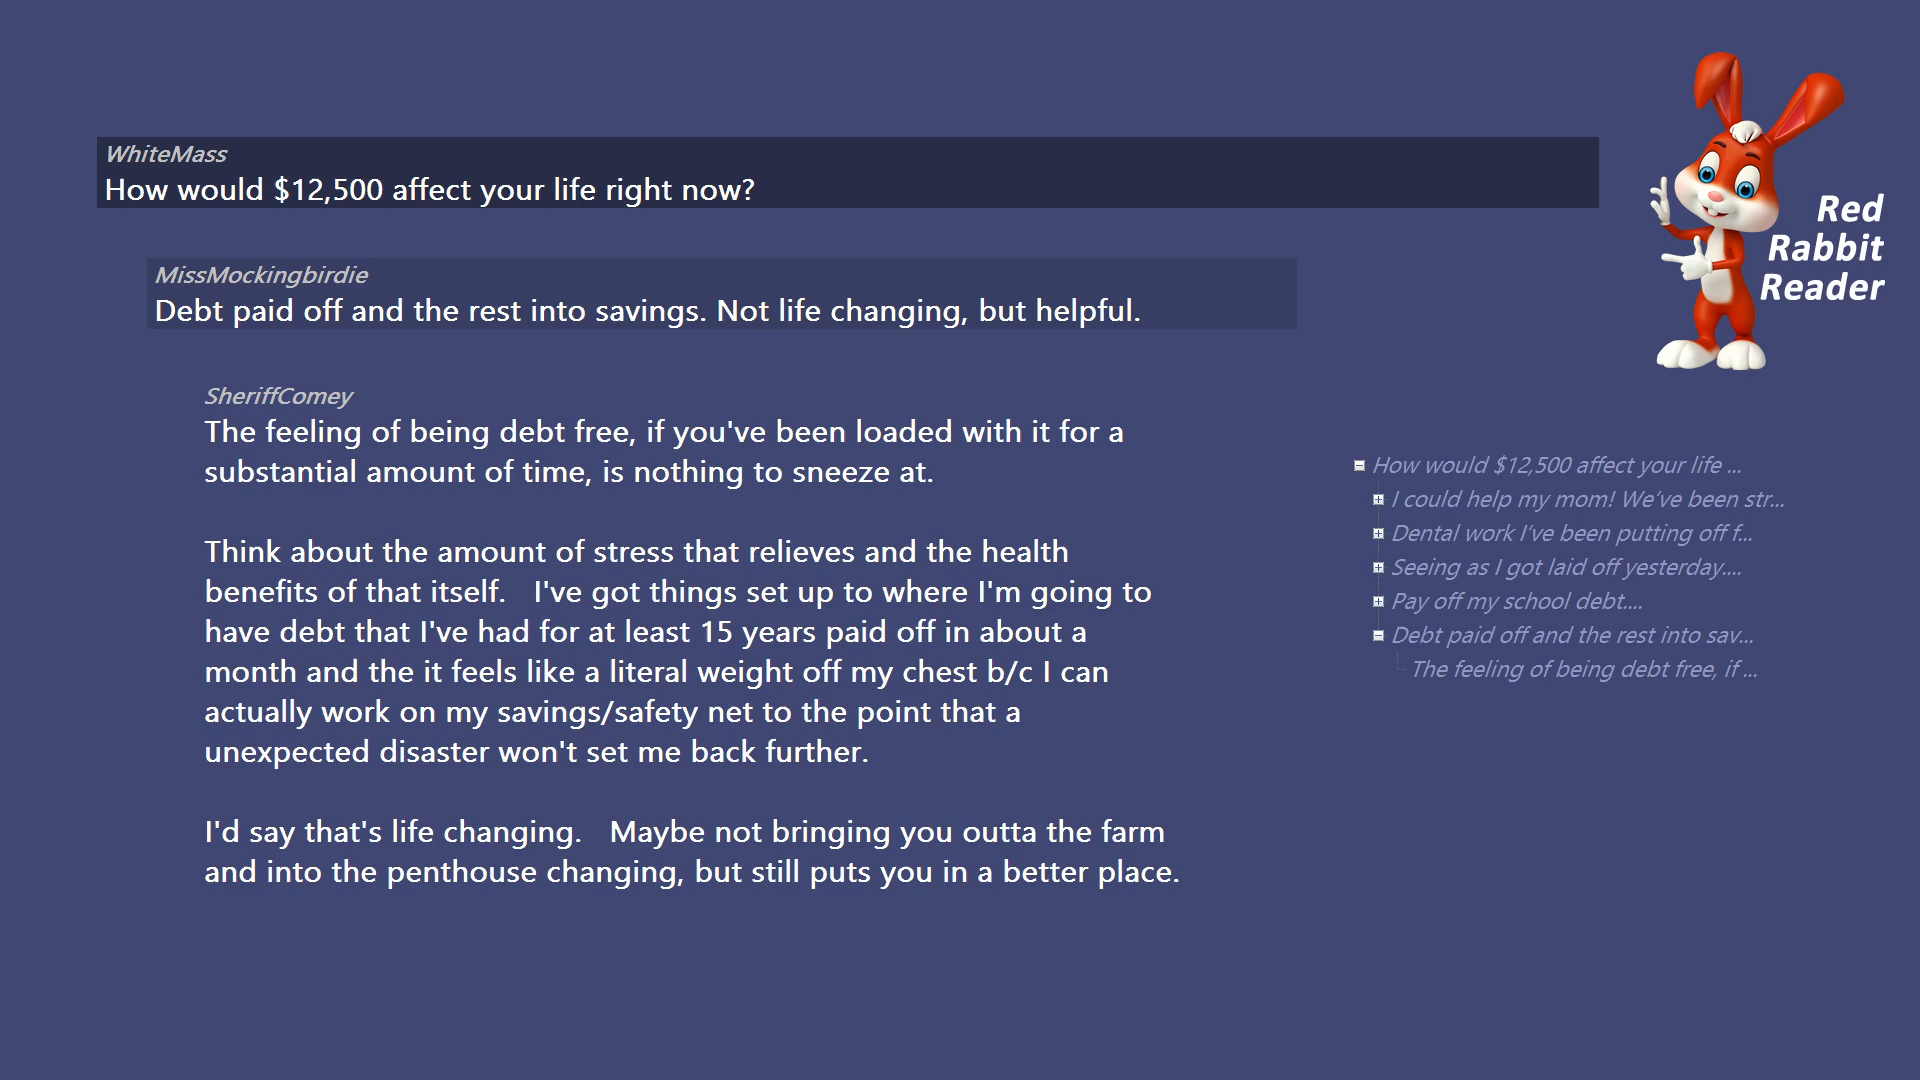 WhiteMass
How would $12,500 affect your life right now?
MissMockingbirdie
Debt paid off and the rest into savings. Not life changing, but helpful.
SheriffComey
The feeling of being debt free, if you've been loaded with it for a
substantial amount of time, is nothing to sneeze at.
Think about the amount of stress that relieves and the health
benefits of that itself.   I've got things set up to where I'm going to
have debt that I've had for at least 15 years paid off in about a
month and the it feels like a literal weight off my chest b/c I can
actually work on my savings/safety net to the point that a
unexpected disaster won't set me back further.
I'd say that's life changing.   Maybe not bringing you outta the farm
and into the penthouse changing, but still puts you in a better place.
Red
Rabbit
Reader
How would $12,500 affect your life ...
I could help my mom! We’ve been str...
Dental work I’ve been putting off f...
Seeing as I got laid off yesterday....
Pay off my school debt....
Debt paid off and the rest into sav...
The feeling of being debt free, if ...